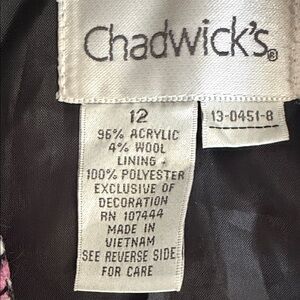 Chadwick's®
12
96% ACRYLIC
4% WOOL
LINING
100% POLYESTER
EXCLUSIVE OF
DECORATION
RN 107444
MADE IN
VIETNAM
SEE REVERSE SIDE
FOR CARE
13-0451-8